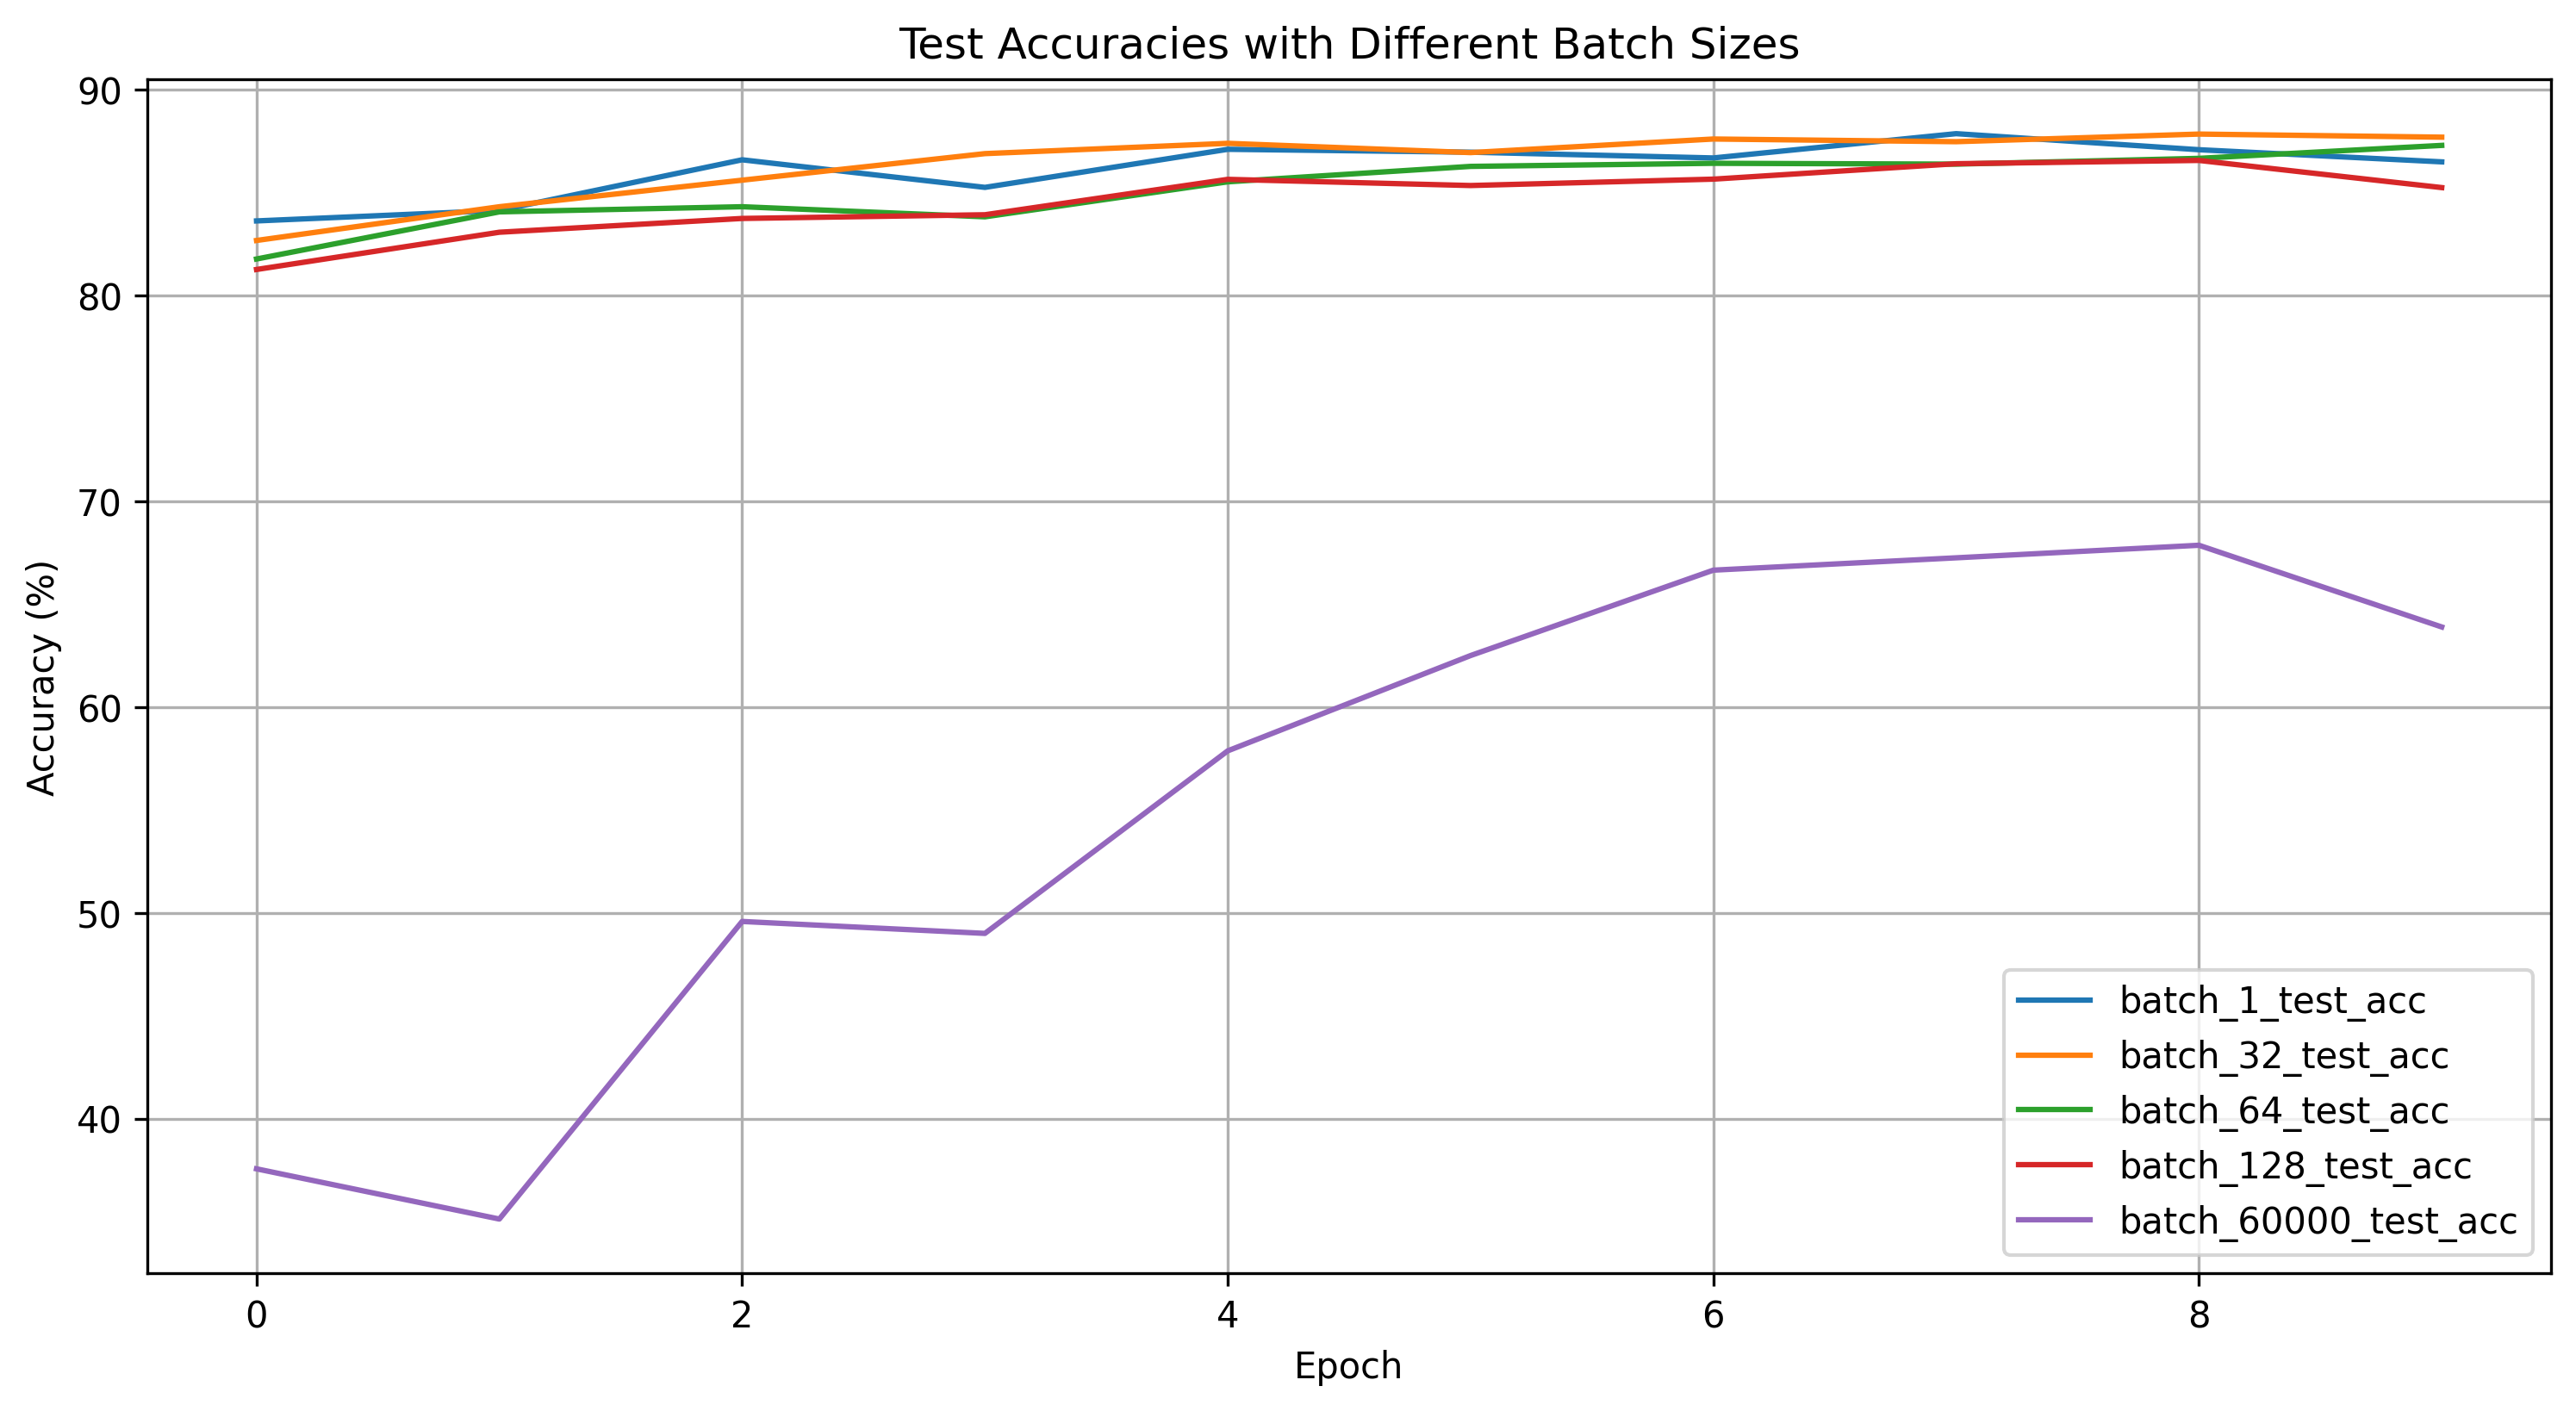 Test Accuracies with Different Batch Sizes
Accuracy (%)
90
80
70
60
50
40
0 2 4 6 8
Epoch
batch_1_test_acc
batch_32_test_acc
batch_64_test_acc
batch_128_test_acc
batch_60000_test_acc